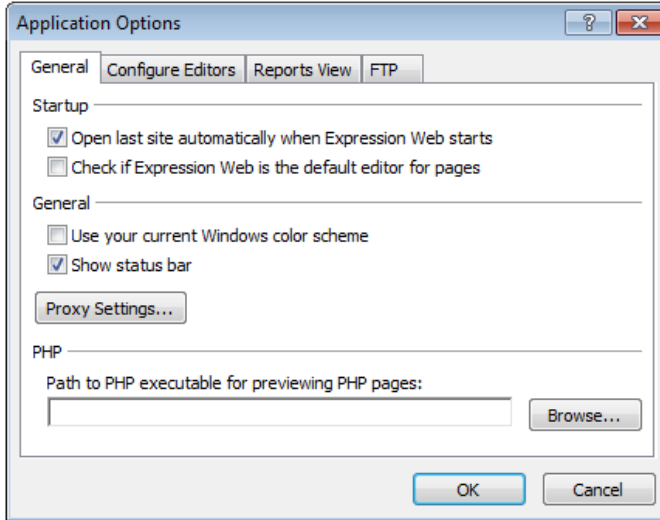 Application Options
General Configure Editors Reports View FTP
Startup
Open last site automatically when Expression Web starts
Check if Expression Web is the default editor for pages
General
Use your current Windows color scheme
Show status bar
Proxy Settings...
PHP
Path to PHP executable for previewing PHP pages:
Browse...
OK Cancel